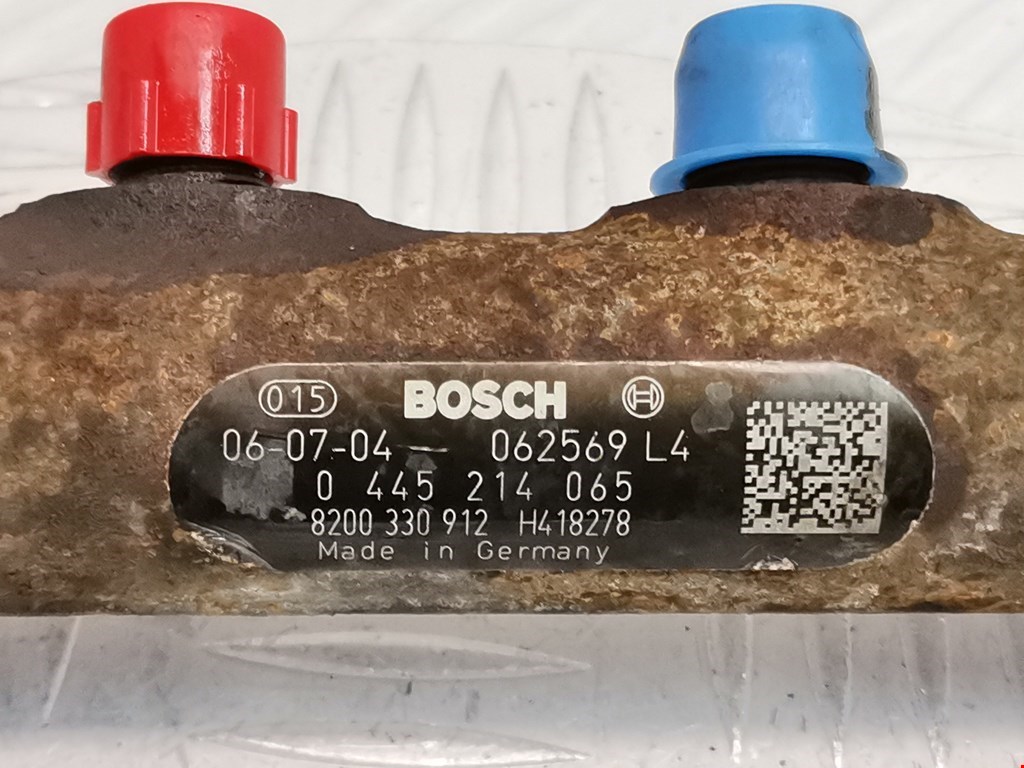 015 BOSCH
06-07-04 — 062569 L4
0 445 214 065
8200 330 912 H418278
Made in Germany